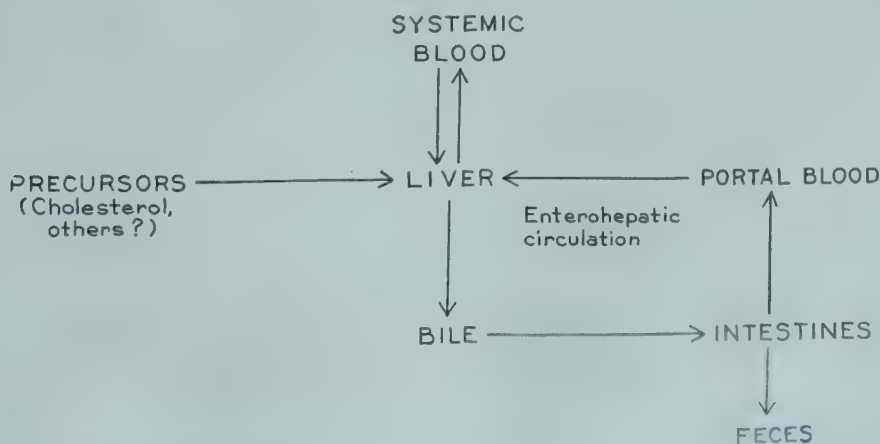 SYSTEMIC
BLOOD
PRECURSORS
(Cholesterol,
others?)
LIVER
PORTAL BLOOD
Enterohepatic
circulation
BILE
INTESTINES
FECES